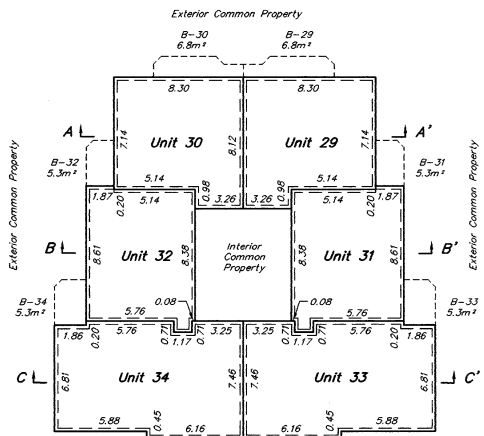 Exterior Common Property
B-30
6.8m²
B-29
6.8m²
8.30
8.30
A
A'
7.14
Unit 30
8.12
Unit 29
7.14
Exterior Common Property
Exterior Common Property
B-32
5.3m²
B-31
5.3m²
5.14
0.98
3.26
3.26
0.98
5.14
1.87
0.20
5.14
5.14
0.20
1.87
B
B'
8.61
Unit 32
8.38
Interior
Common
Property
8.38
Unit 31
8.61
B-34
5.3m²
B-33
5.3m²
0.08
0.08
5.76
5.76
1.86
0.20
5.76
0.71
1.17
0.71
3.25
3.25
0.71
1.17
0.71
5.76
0.20
1.86
C
C'
6.81
Unit 34
7.46
7.46
Unit 33
6.81
5.88
0.45
6.16
6.16
0.45
5.88